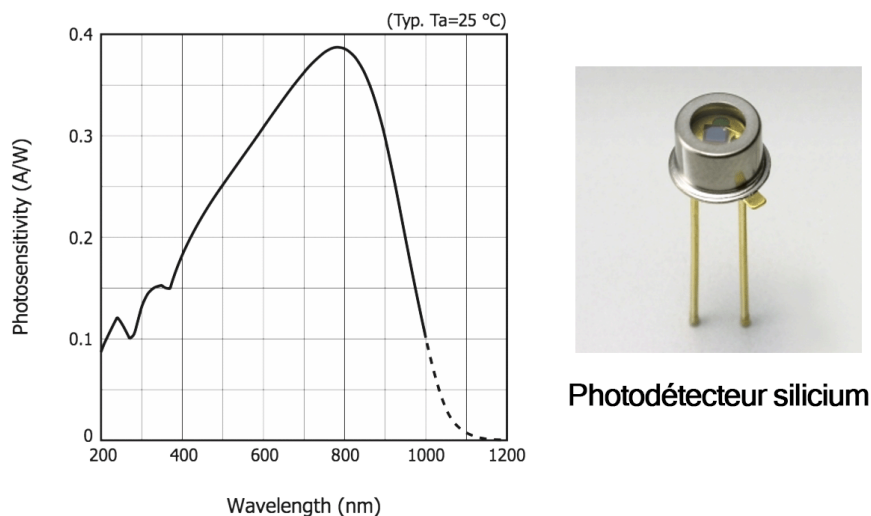 (Typ. Ta=25 °C)
0.4
0.3
0.2
0.1
0
200
400
600
800
1000
1200
Photosensitivity (A/W)
Wavelength (nm)
Photodétecteur silicium